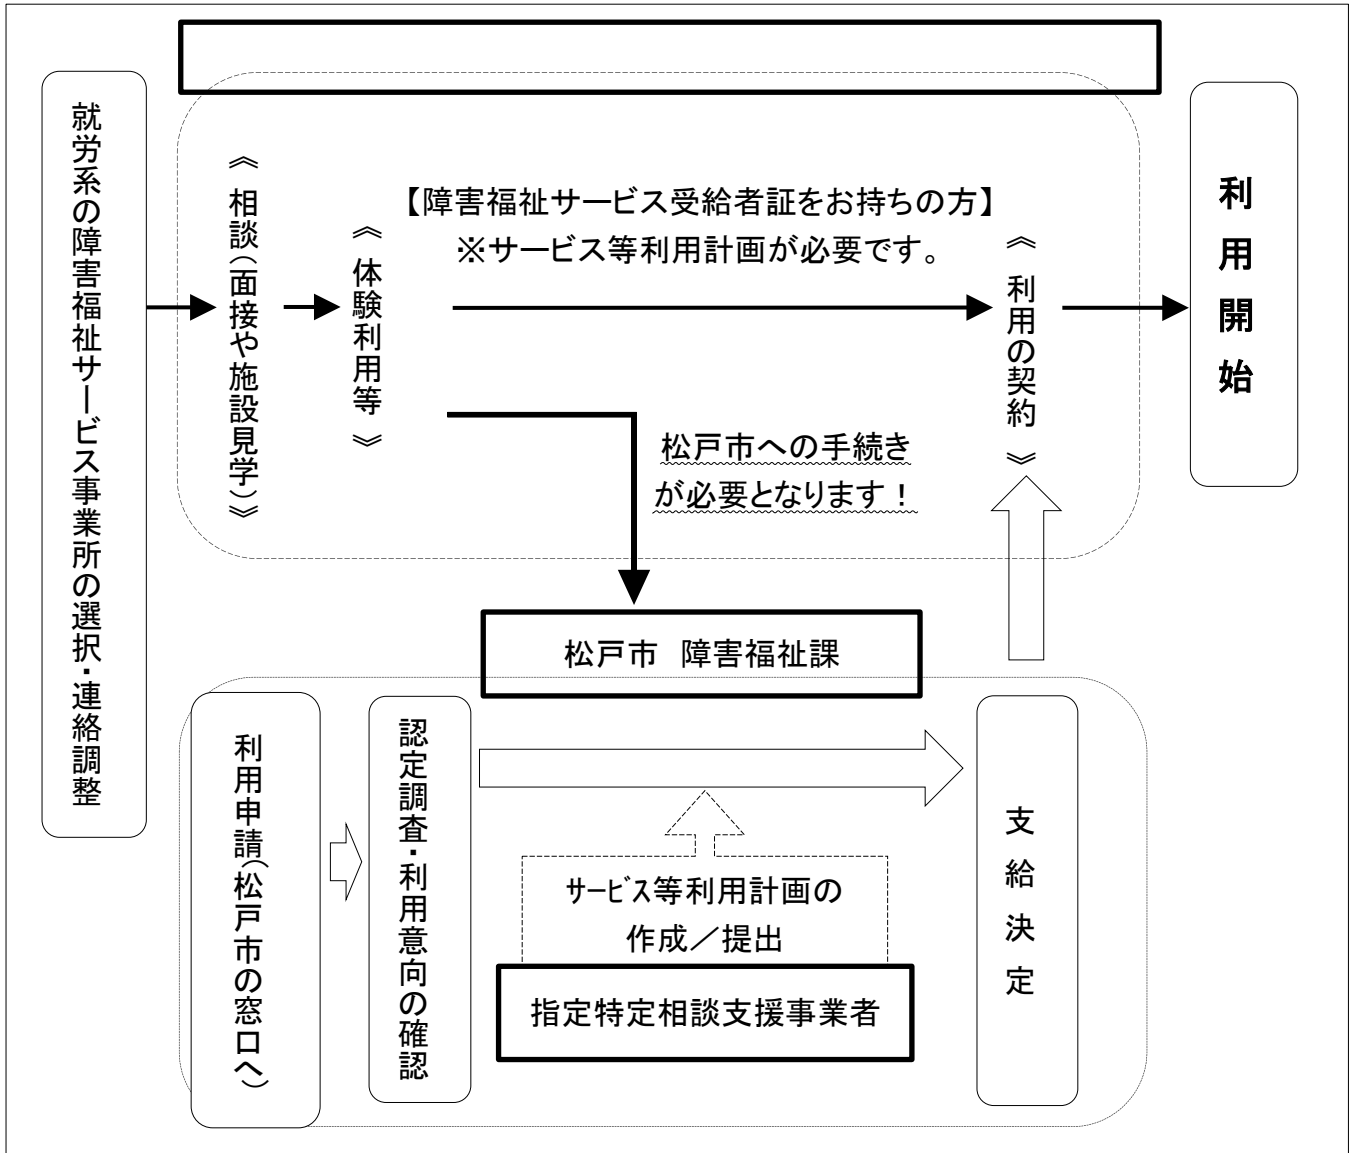 就労系の障害福祉サービス事業所の選択・連絡調整
《 相談(面接や施設見学)》
《 体験利用等 》
【障害福祉サービス受給者証をお持ちの方】
※サービス等利用計画が必要です。
《 利用の契約 》
利用開始
松戸市への手続き
が必要となります！
松戸市　障害福祉課
利用申請(松戸市の窓口へ)
認定調査・利用意向の確認
サービス等利用計画の
作成／提出
指定特定相談支援事業者
支給決定